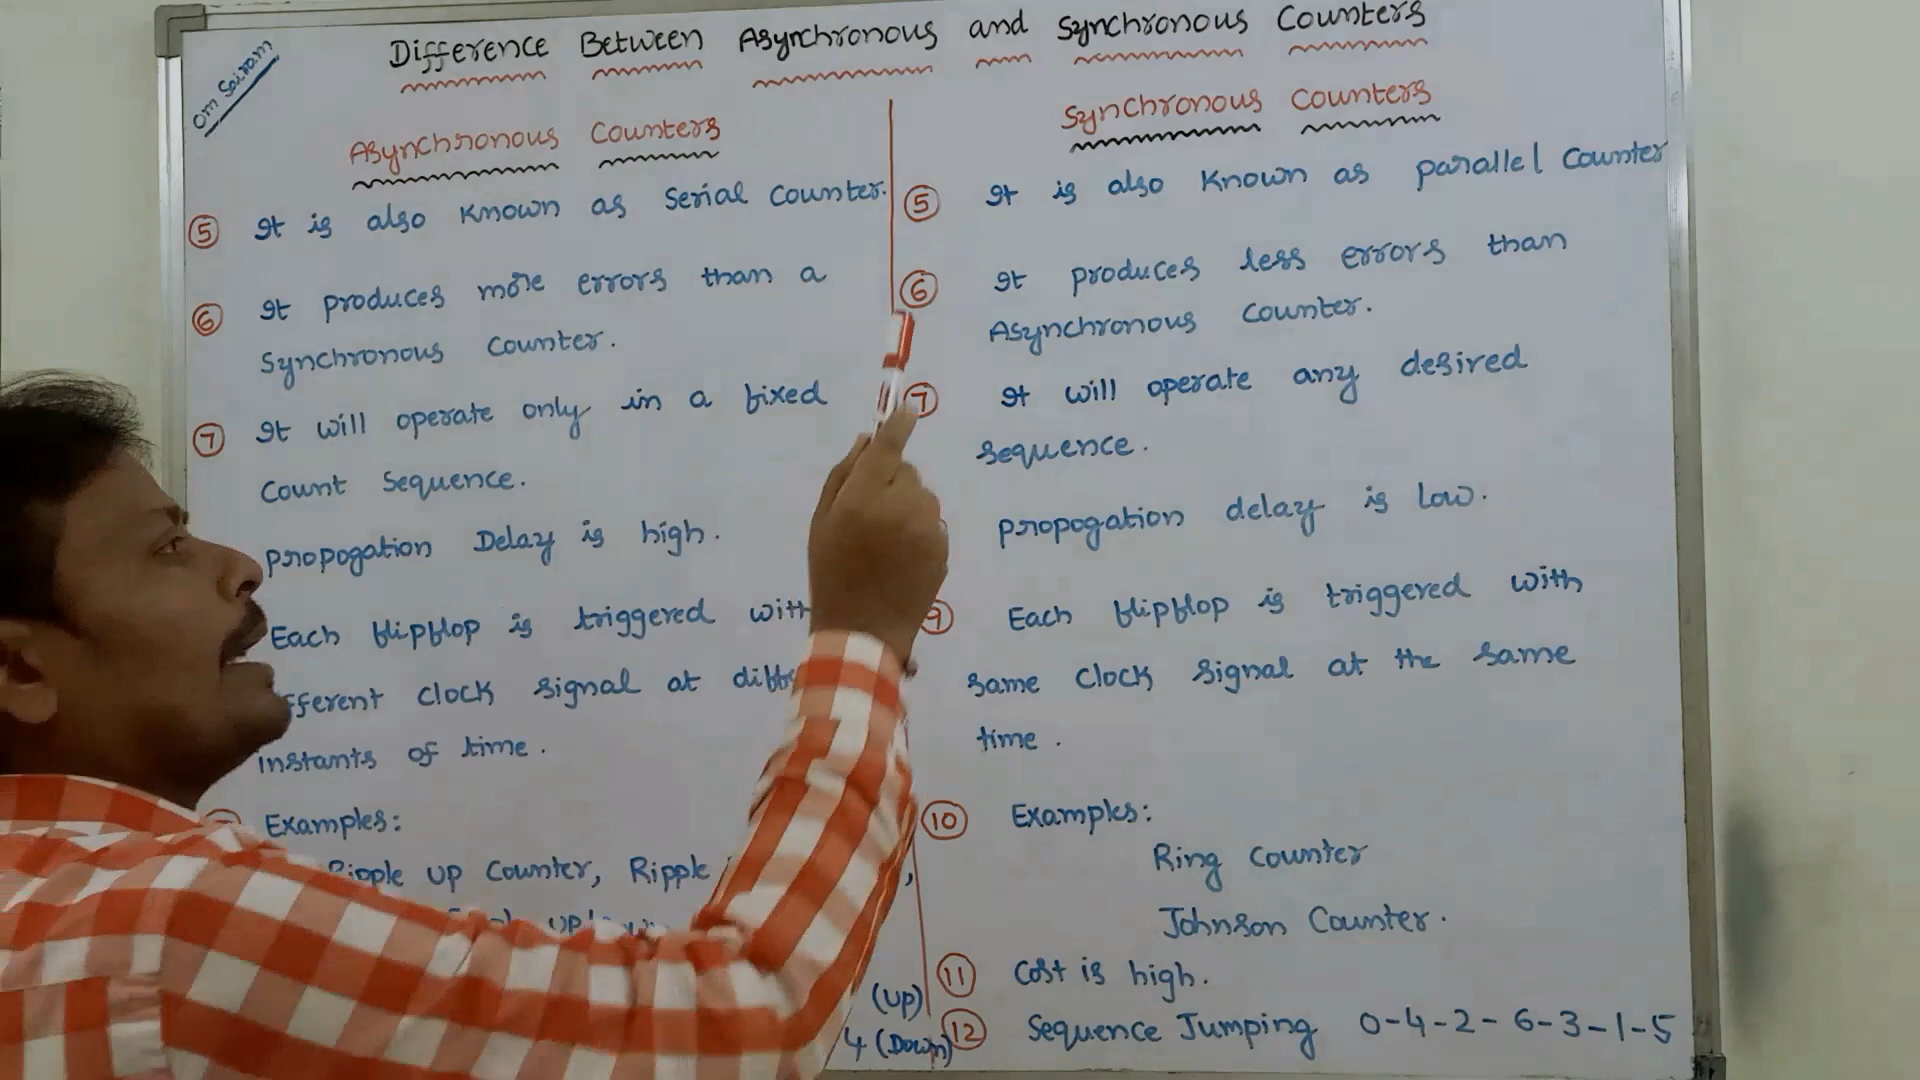 Om Sairam
Difference Between Asynchronous and Synchronous Counters
Asynchronous Counters
⑤ It is also known as Serial Counter.
⑥ It produces more errors than a
Synchronous Counter.
⑦ It will operate only in a fixed
Count Sequence.
Propogation Delay is high.
Each flipflop is triggered with
fferent clock signal at diffe
instants of time.
Examples:
Ripple up Counter, Ripple ,
(Up)
4 (Down)
Synchronous Counters
⑤ It is also known as parallel Counter
⑥ It produces less errors than
Asynchronous Counter.
⑦ It will operate any desired
sequence.
propogation delay is low.
⑨ Each flipflop is triggered with
same clock signal at the same
time.
⑩ Examples:
Ring Counter
Johnson Counter.
⑪ Cost is high.
⑫ Sequence Jumping 0-4-2-6-3-1-5